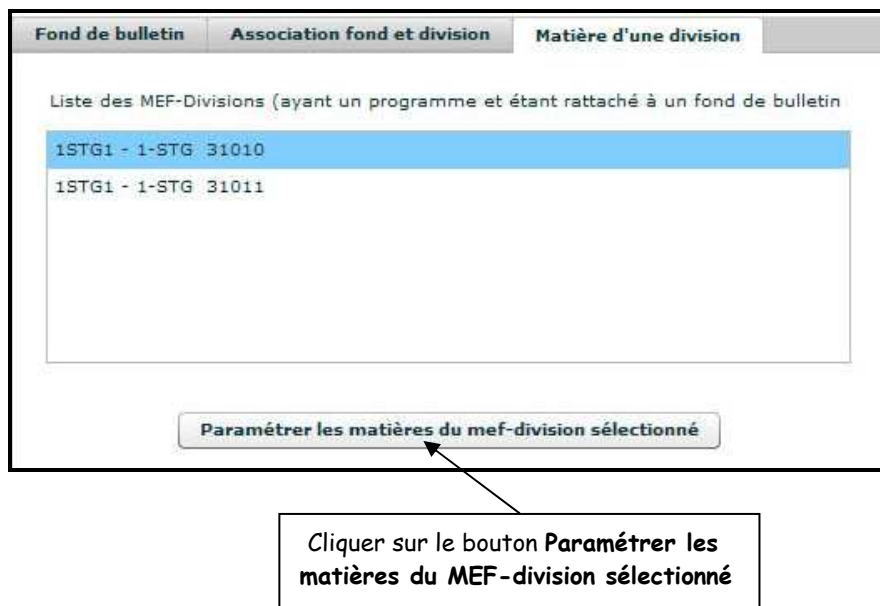 Fond de bulletin Association fond et division Matière d'une division
Liste des MEF-Divisions (ayant un programme et étant rattaché à un fond de bulletin
1STG1 - 1-STG 31010
1STG1 - 1-STG 31011
Paramétrer les matières du mef-division sélectionné
Cliquer sur le bouton Paramétrer les
matières du MEF-division sélectionné